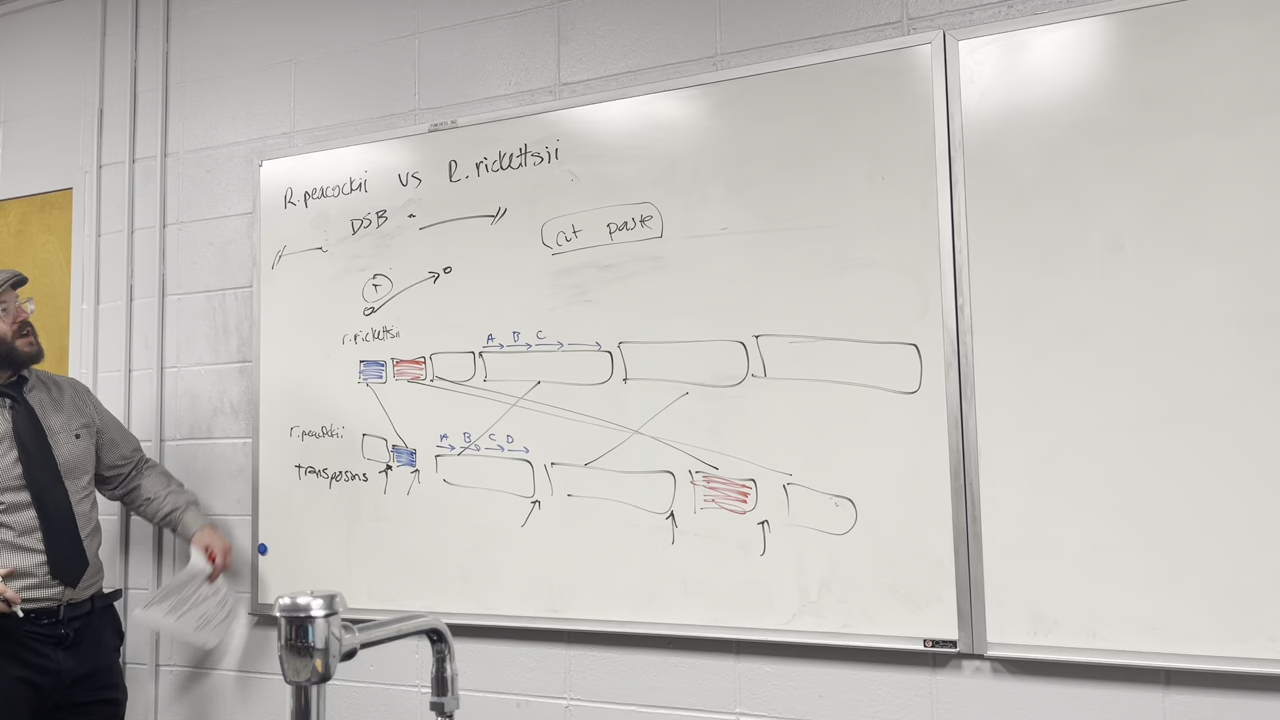 R.peacockii vs R.rickettsii
DSB
cut paste
T
r.rickettsii
A B C
r.peacockii
A B C D
transposons